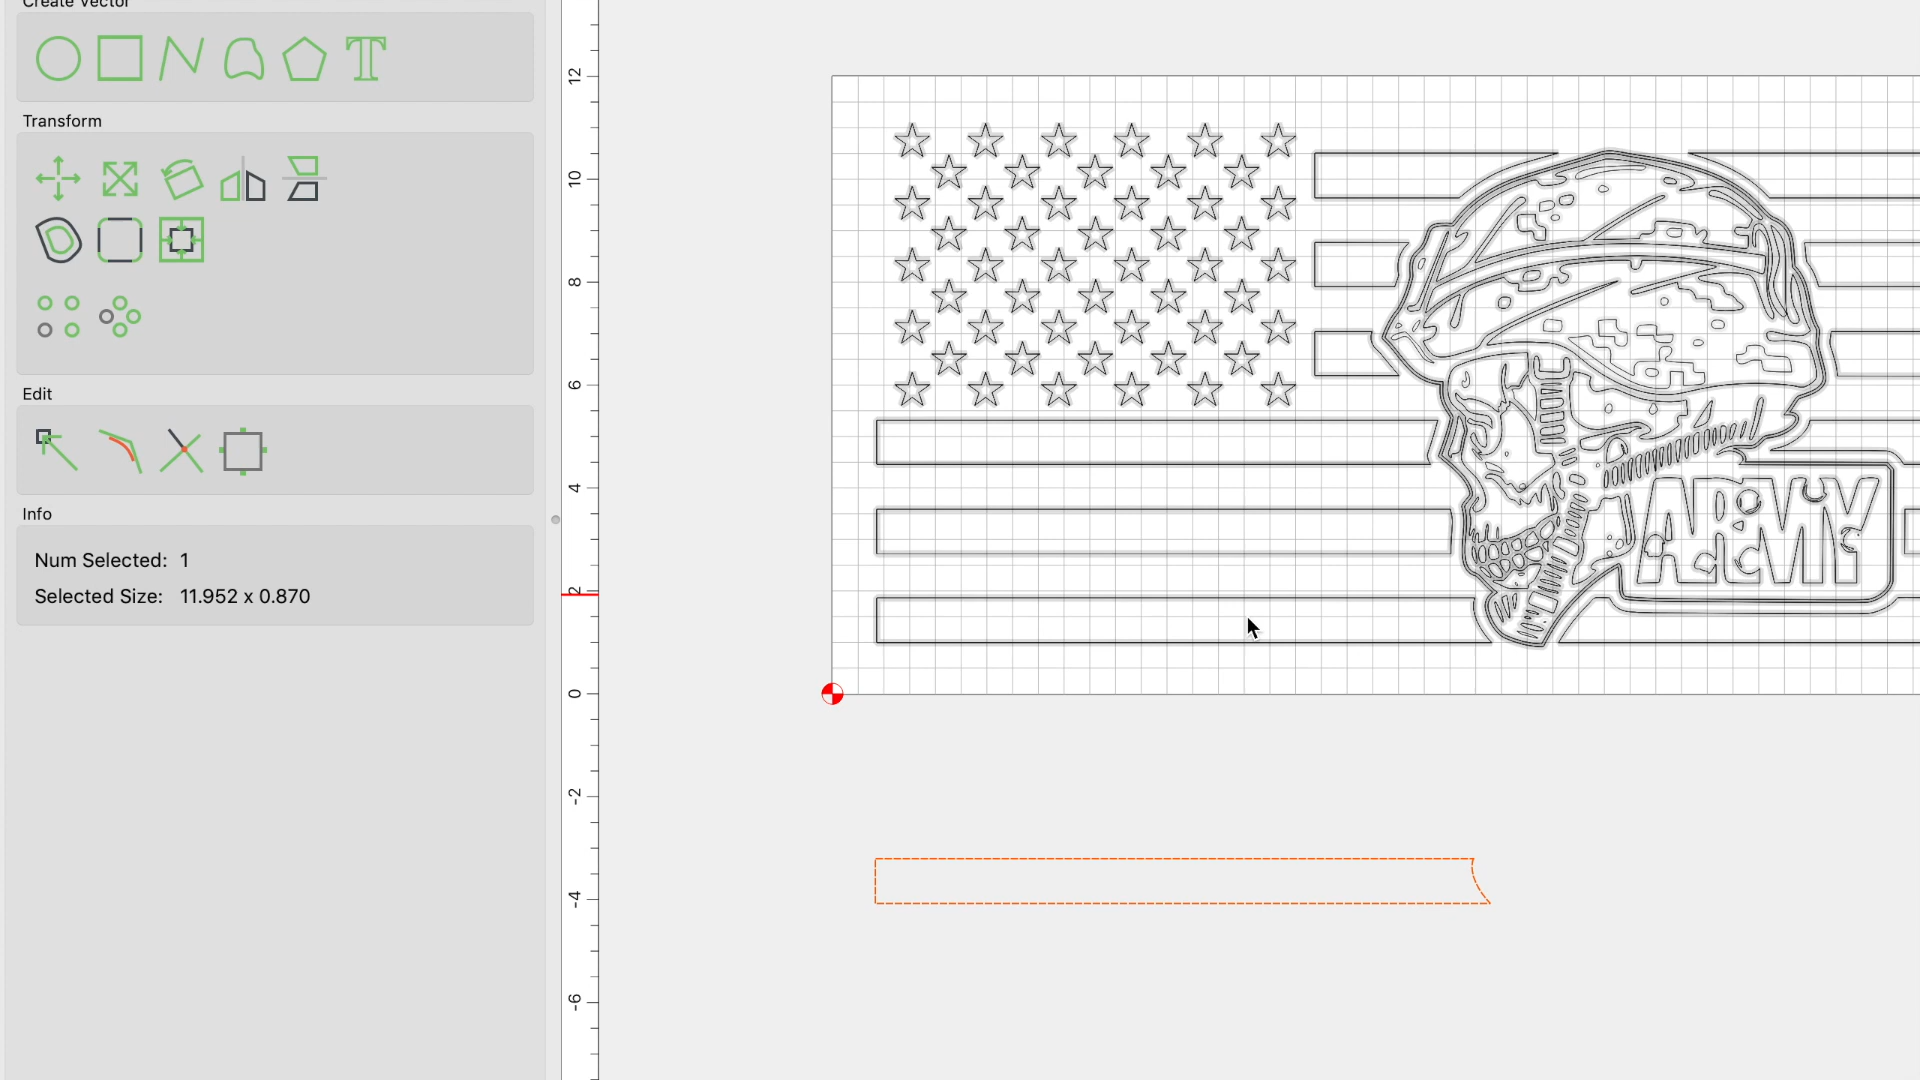 Create Vector
Transform
Edit
Info
Num Selected: 1
Selected Size: 11.952 x 0.870
12
10
8
6
4
2
0
-2
-4
-6
ARMY